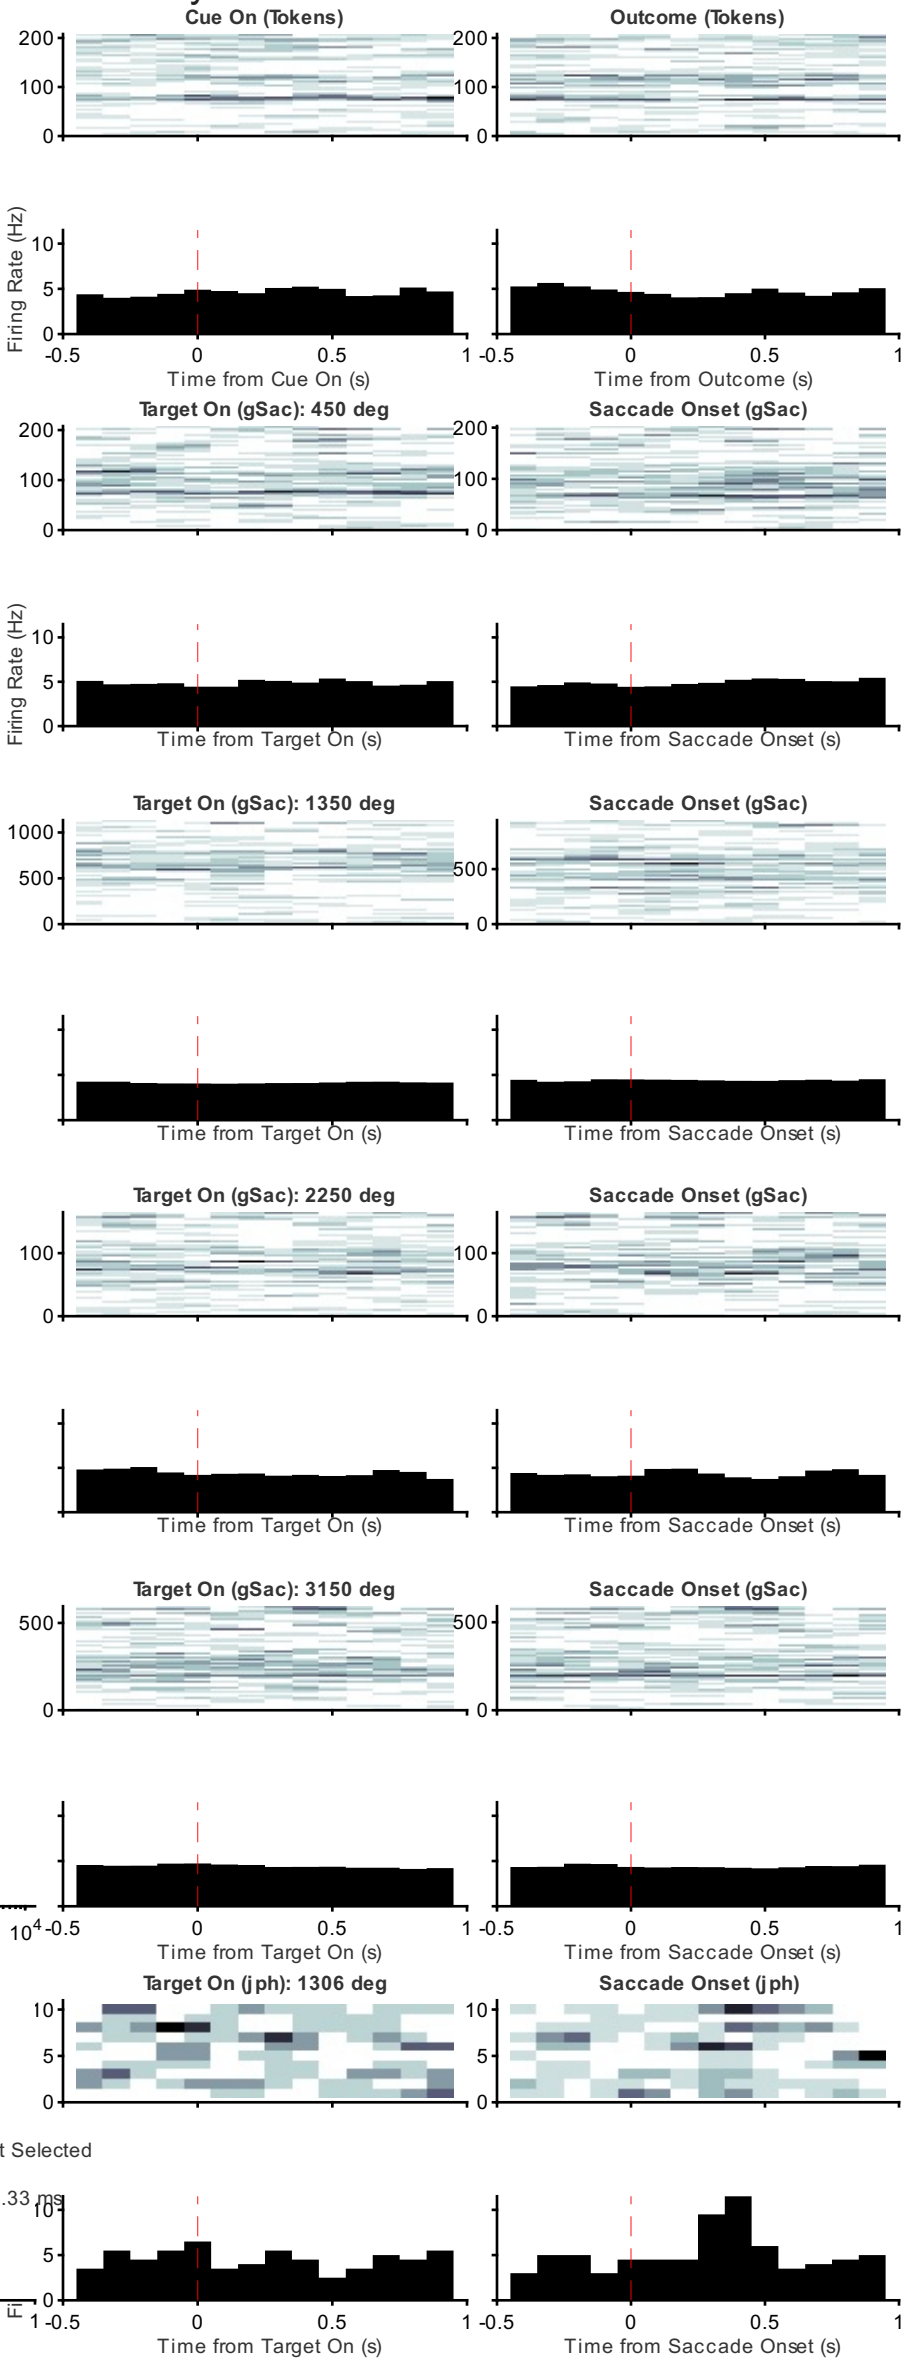 Cue On (Tokens)
Outcome (Tokens)
200
100
0
200
100
0
Firing Rate (Hz)
10
5
0
-0.5 0 0.5 1
-0.5 0 0.5 1
Time from Cue On (s)
Time from Outcome (s)
Target On (gSac): 450 deg
Saccade Onset (gSac)
200
100
0
200
100
0
Firing Rate (Hz)
10
5
0
Time from Target On (s)
Time from Saccade Onset (s)
Target On (gSac): 1350 deg
Saccade Onset (gSac)
1000
500
0
500
0
Time from Target On (s)
Time from Saccade Onset (s)
Target On (gSac): 2250 deg
Saccade Onset (gSac)
100
0
100
0
Time from Target On (s)
Time from Saccade Onset (s)
Target On (gSac): 3150 deg
Saccade Onset (gSac)
500
0
500
0
10^4
-0.5 0 0.5 1
-0.5 0 0.5 1
Time from Target On (s)
Time from Saccade Onset (s)
Target On (jph): 1306 deg
Saccade Onset (jph)
10
5
0
10
5
0
t Selected
.33 ms
10
5
0
Fi
1
-0.5 0 0.5 1
-0.5 0 0.5 1
Time from Target On (s)
Time from Saccade Onset (s)